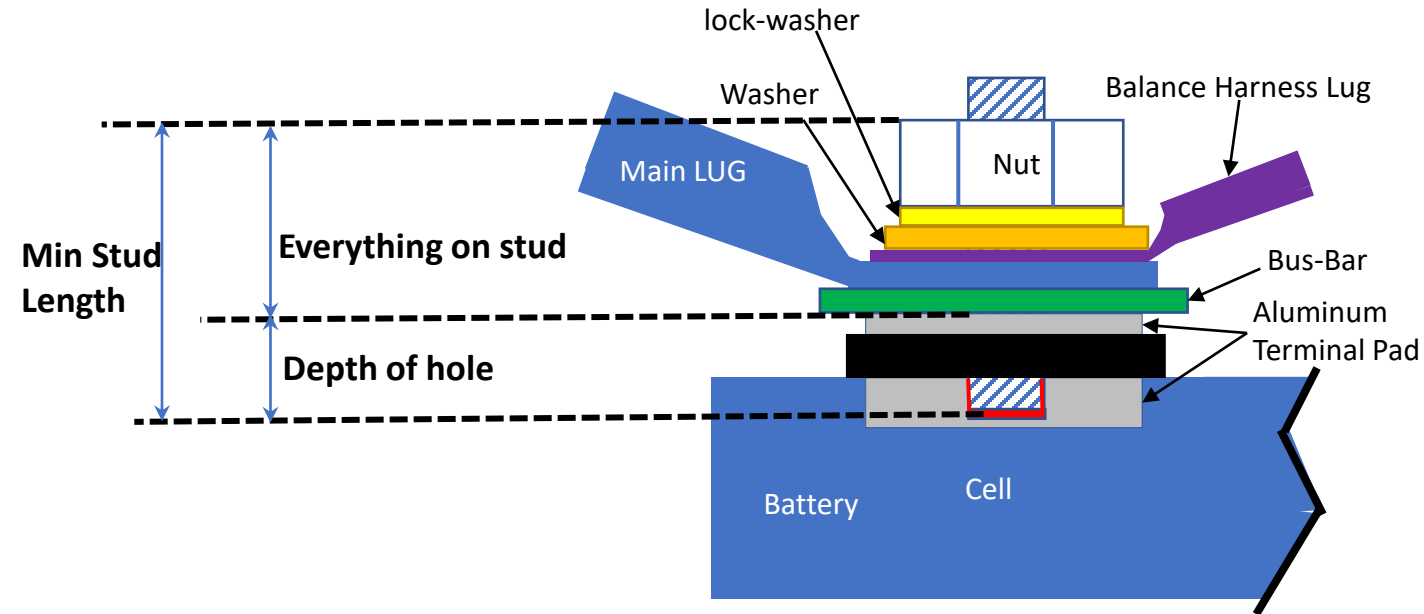 lock-washer
Washer
Balance Harness Lug
Main LUG
Nut
Everything on stud
Min Stud
Length
Bus-Bar
Aluminum
Terminal Pad
Depth of hole
Battery
Cell